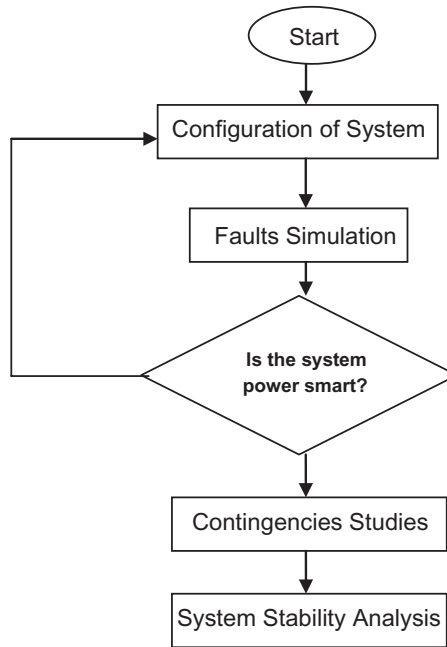 Start
Configuration of System
Faults Simulation
Is the system
power smart?
Contingencies Studies
System Stability Analysis